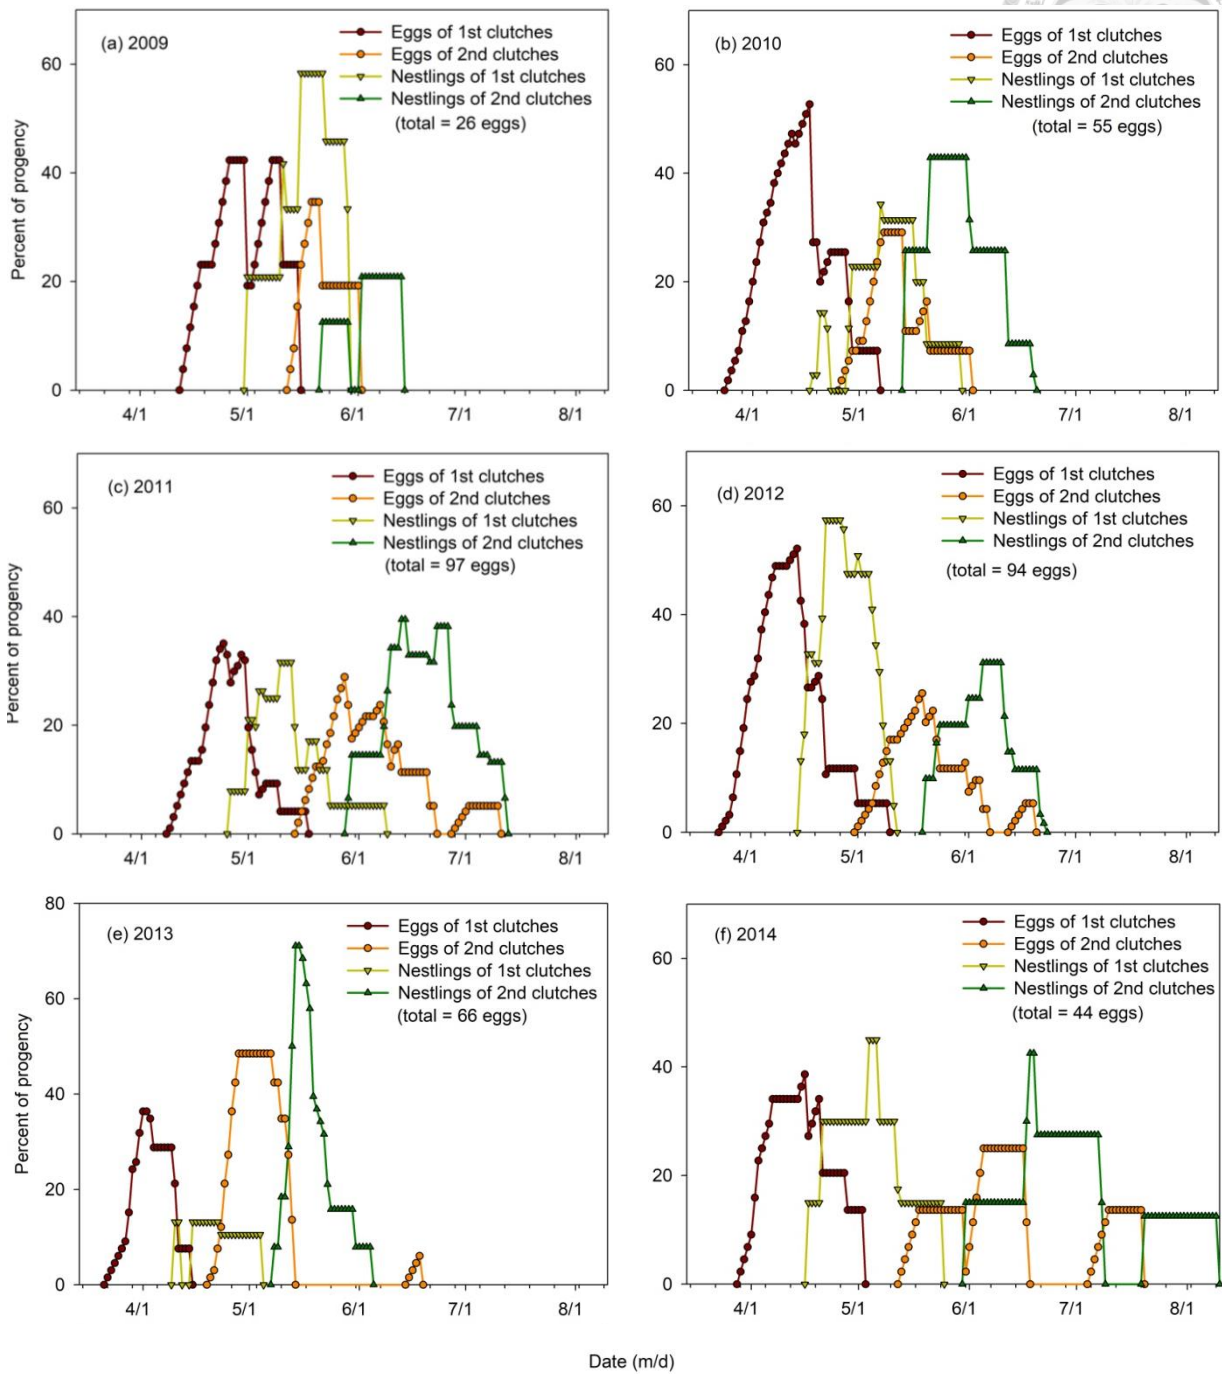 (a) 2009
Eggs of 1st clutches
Eggs of 2nd clutches
Nestlings of 1st clutches
Nestlings of 2nd clutches
(total = 26 eggs)
Percent of progency
60
40
20
0
4/1 5/1 6/1 7/1 8/1
(b) 2010
Eggs of 1st clutches
Eggs of 2nd clutches
Nestlings of 1st clutches
Nestlings of 2nd clutches
(total = 55 eggs)
60
40
20
0
4/1 5/1 6/1 7/1 8/1
(c) 2011
Eggs of 1st clutches
Eggs of 2nd clutches
Nestlings of 1st clutches
Nestlings of 2nd clutches
(total = 97 eggs)
Percent of progency
60
40
20
0
4/1 5/1 6/1 7/1 8/1
(d) 2012
Eggs of 1st clutches
Eggs of 2nd clutches
Nestlings of 1st clutches
Nestlings of 2nd clutches
(total = 94 eggs)
60
40
20
0
4/1 5/1 6/1 7/1 8/1
(e) 2013
Eggs of 1st clutches
Eggs of 2nd clutches
Nestlings of 1st clutches
Nestlings of 2nd clutches
(total = 66 eggs)
Percent of progency
80
60
40
20
0
4/1 5/1 6/1 7/1 8/1
(f) 2014
Eggs of 1st clutches
Eggs of 2nd clutches
Nestlings of 1st clutches
Nestlings of 2nd clutches
(total = 44 eggs)
60
40
20
0
4/1 5/1 6/1 7/1 8/1
Date (m/d)